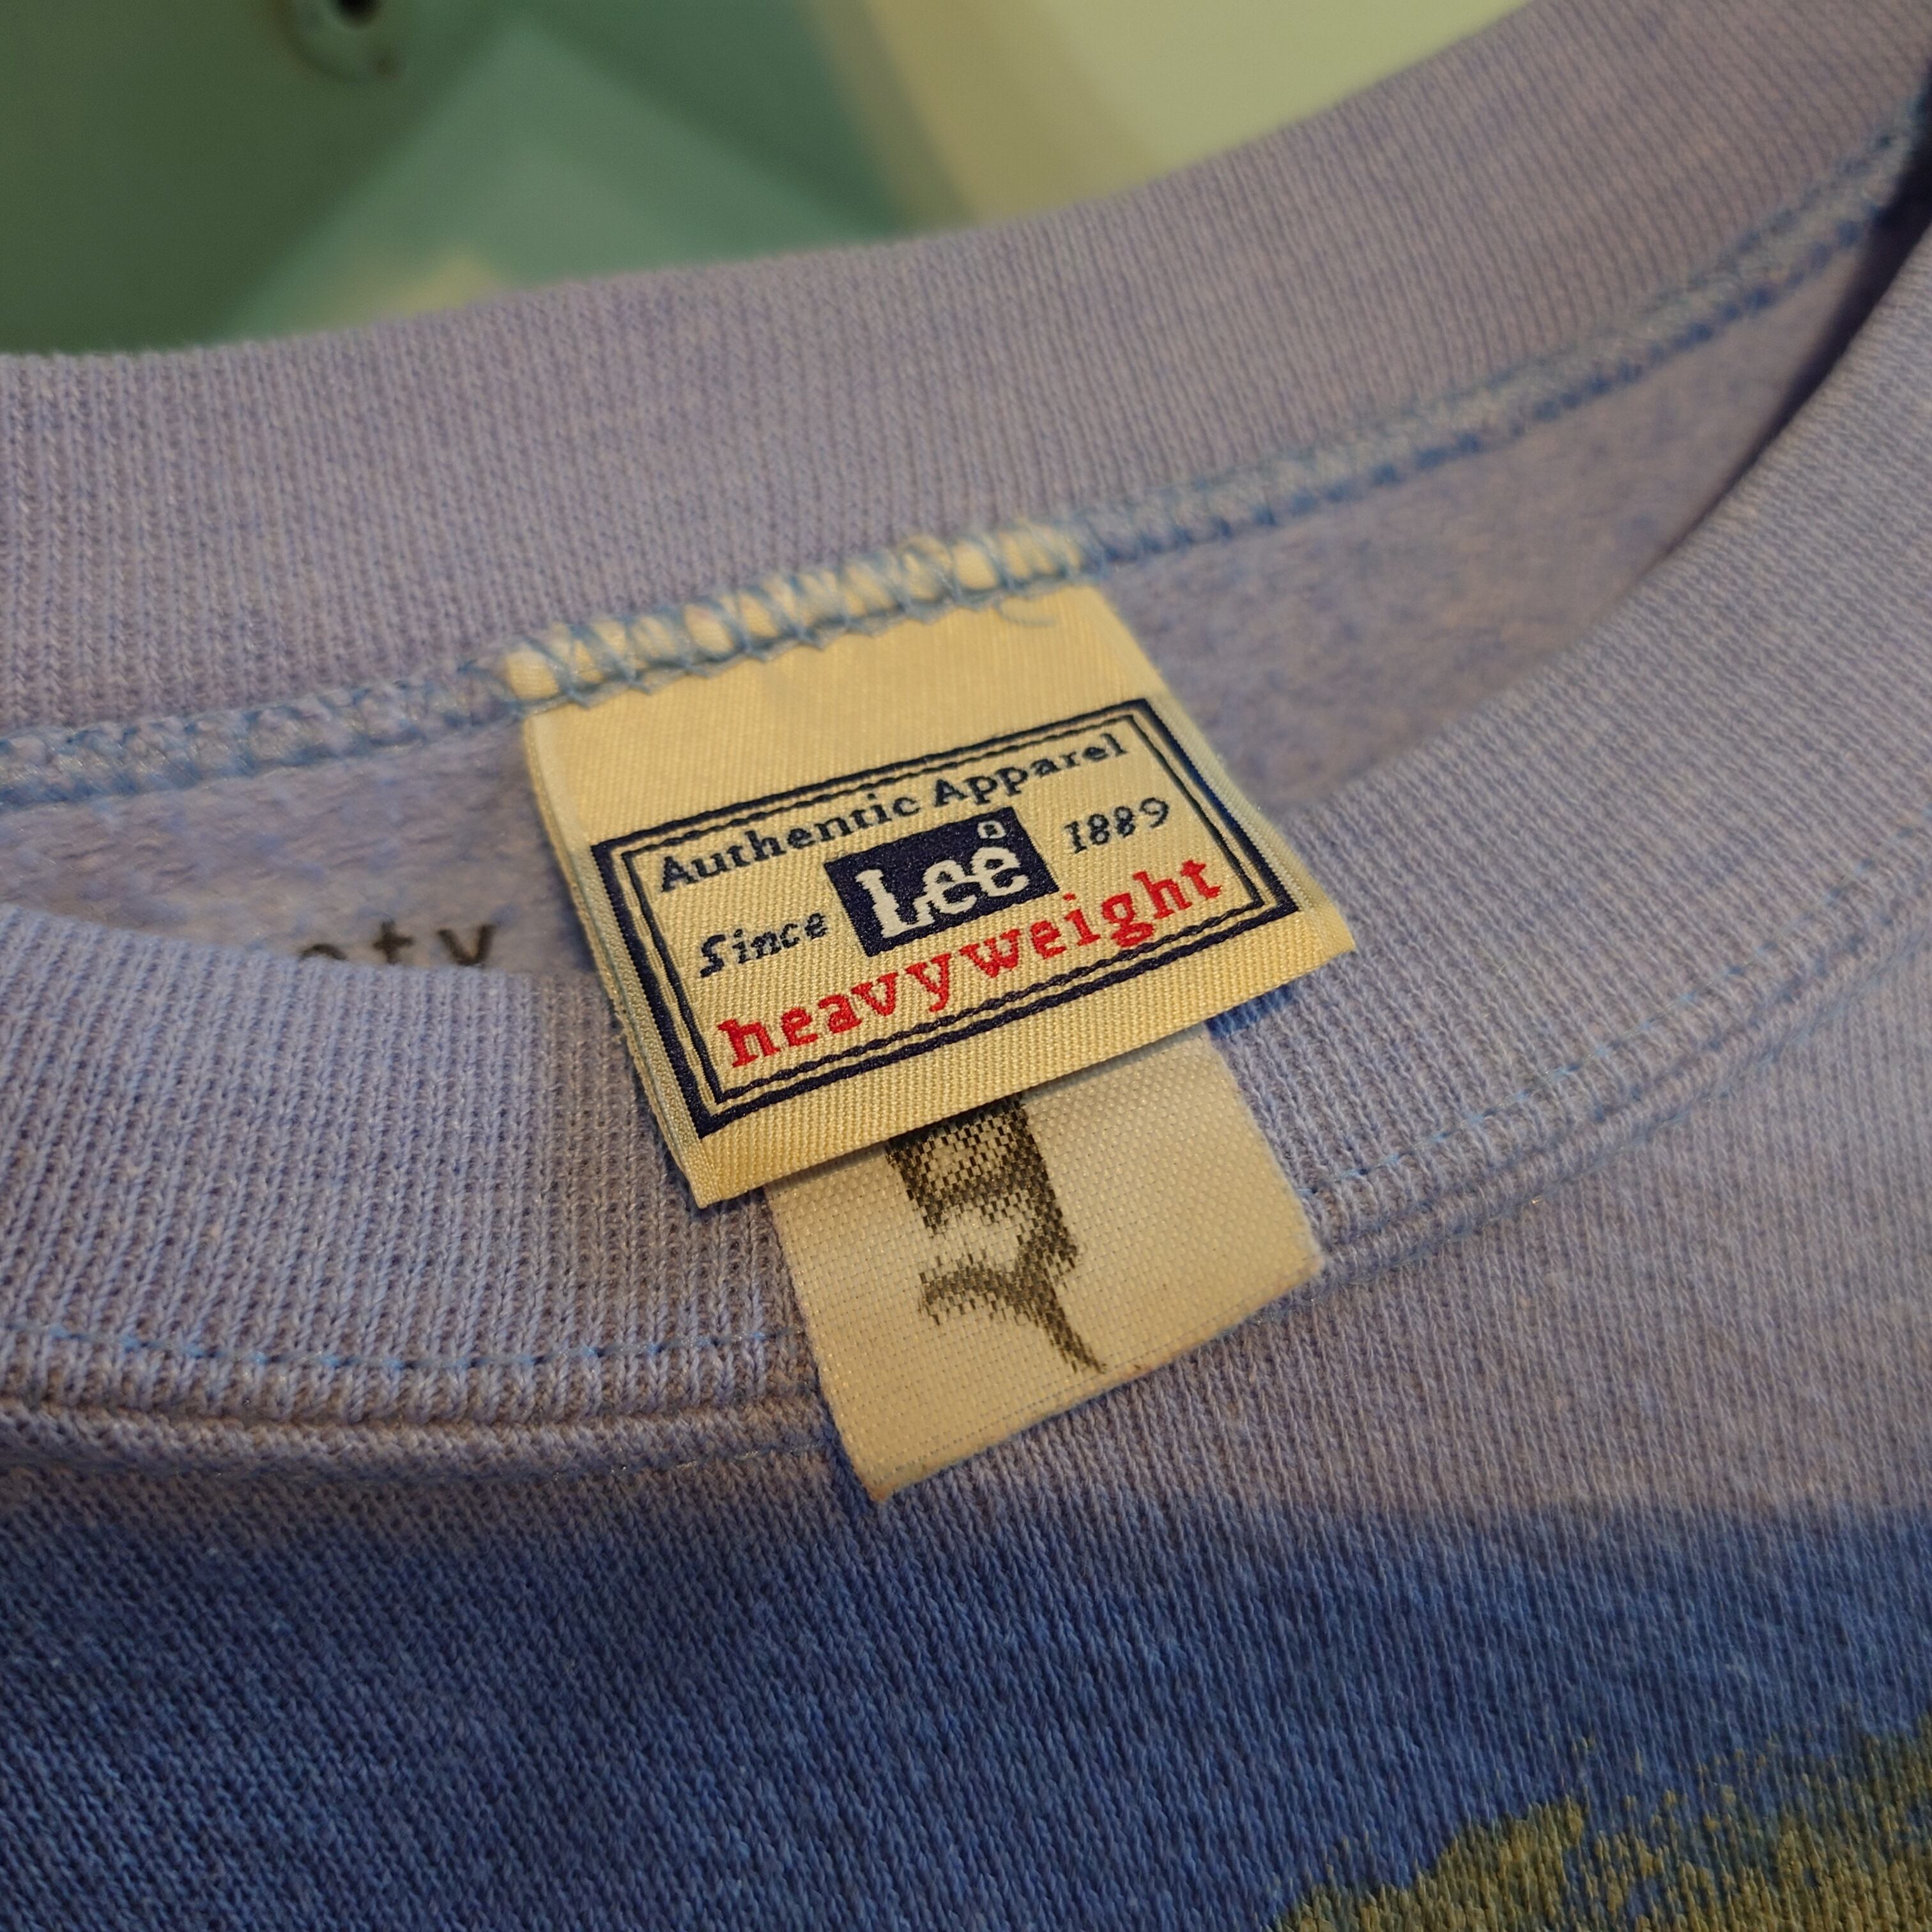 Authentic Apparel
Since Lee® 1889
heavyweight